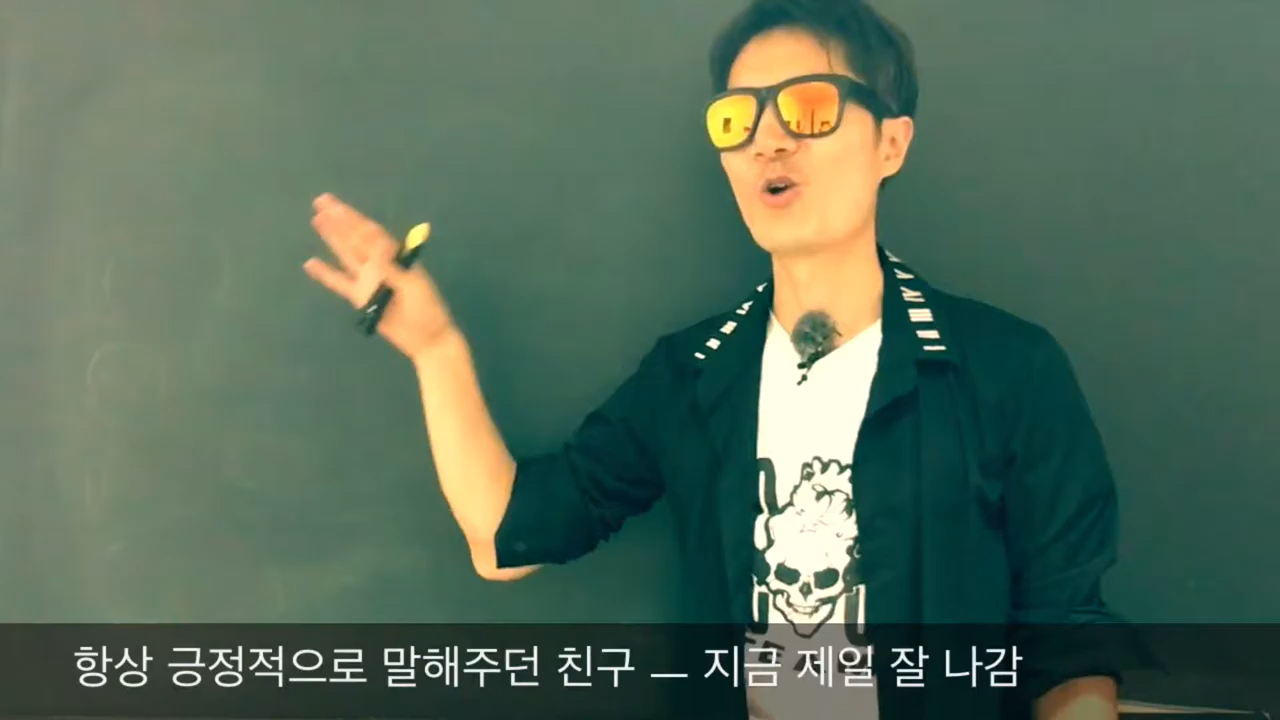 항상 긍정적으로 말해주던 친구 — 지금 제일 잘 나감